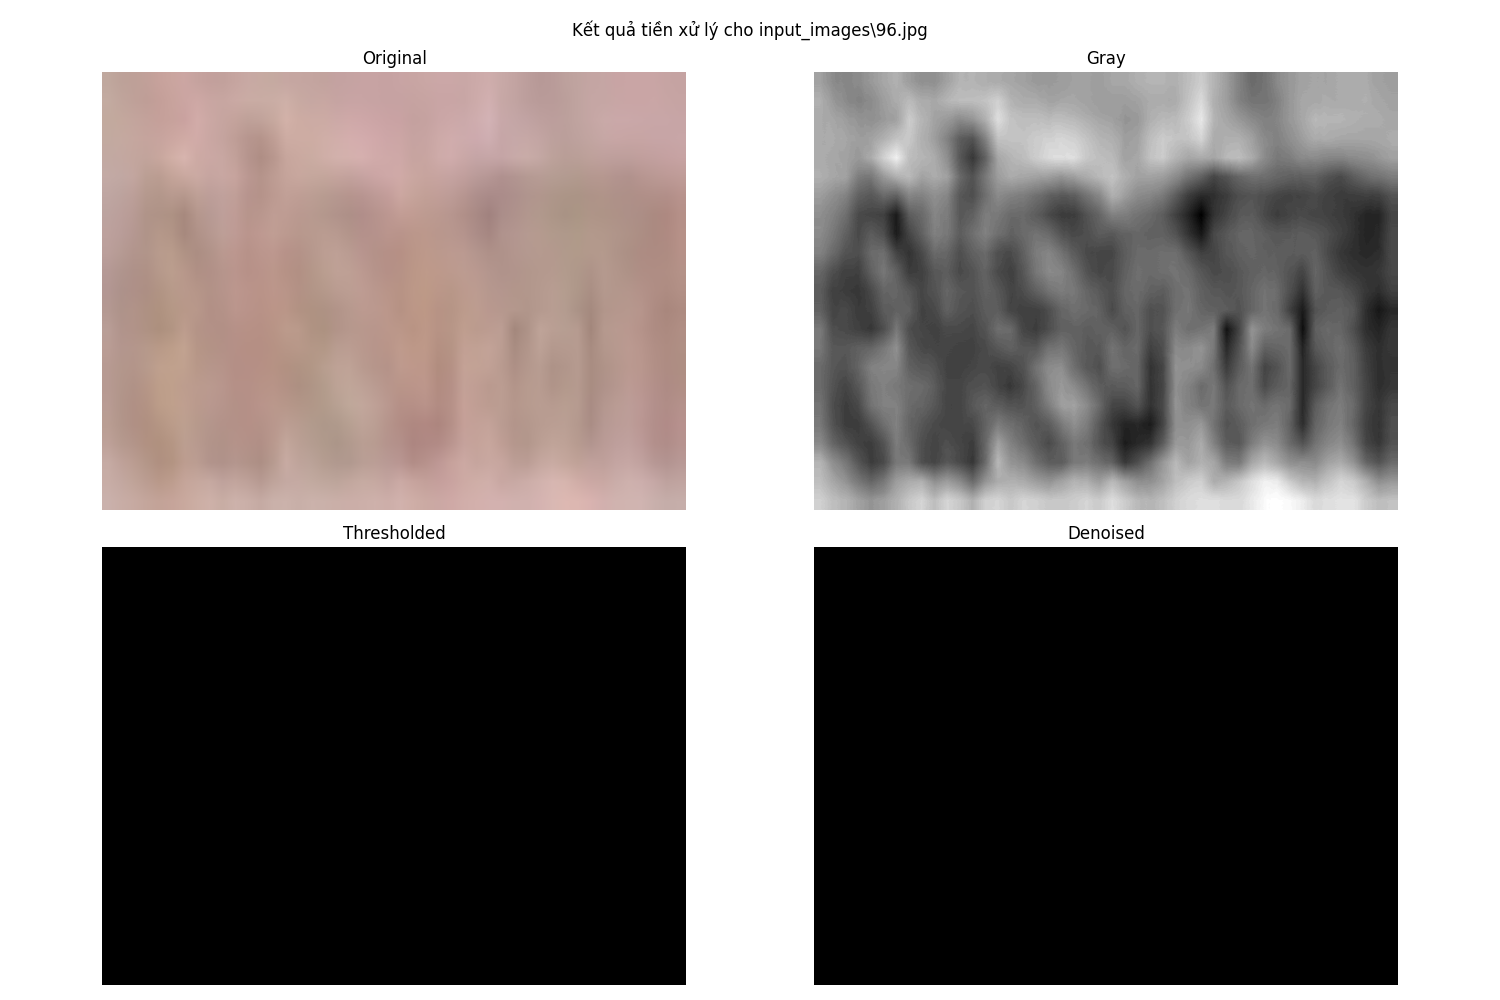 Kết quả tiền xử lý cho input_images\96.jpg
Original
Gray
Thresholded
Denoised